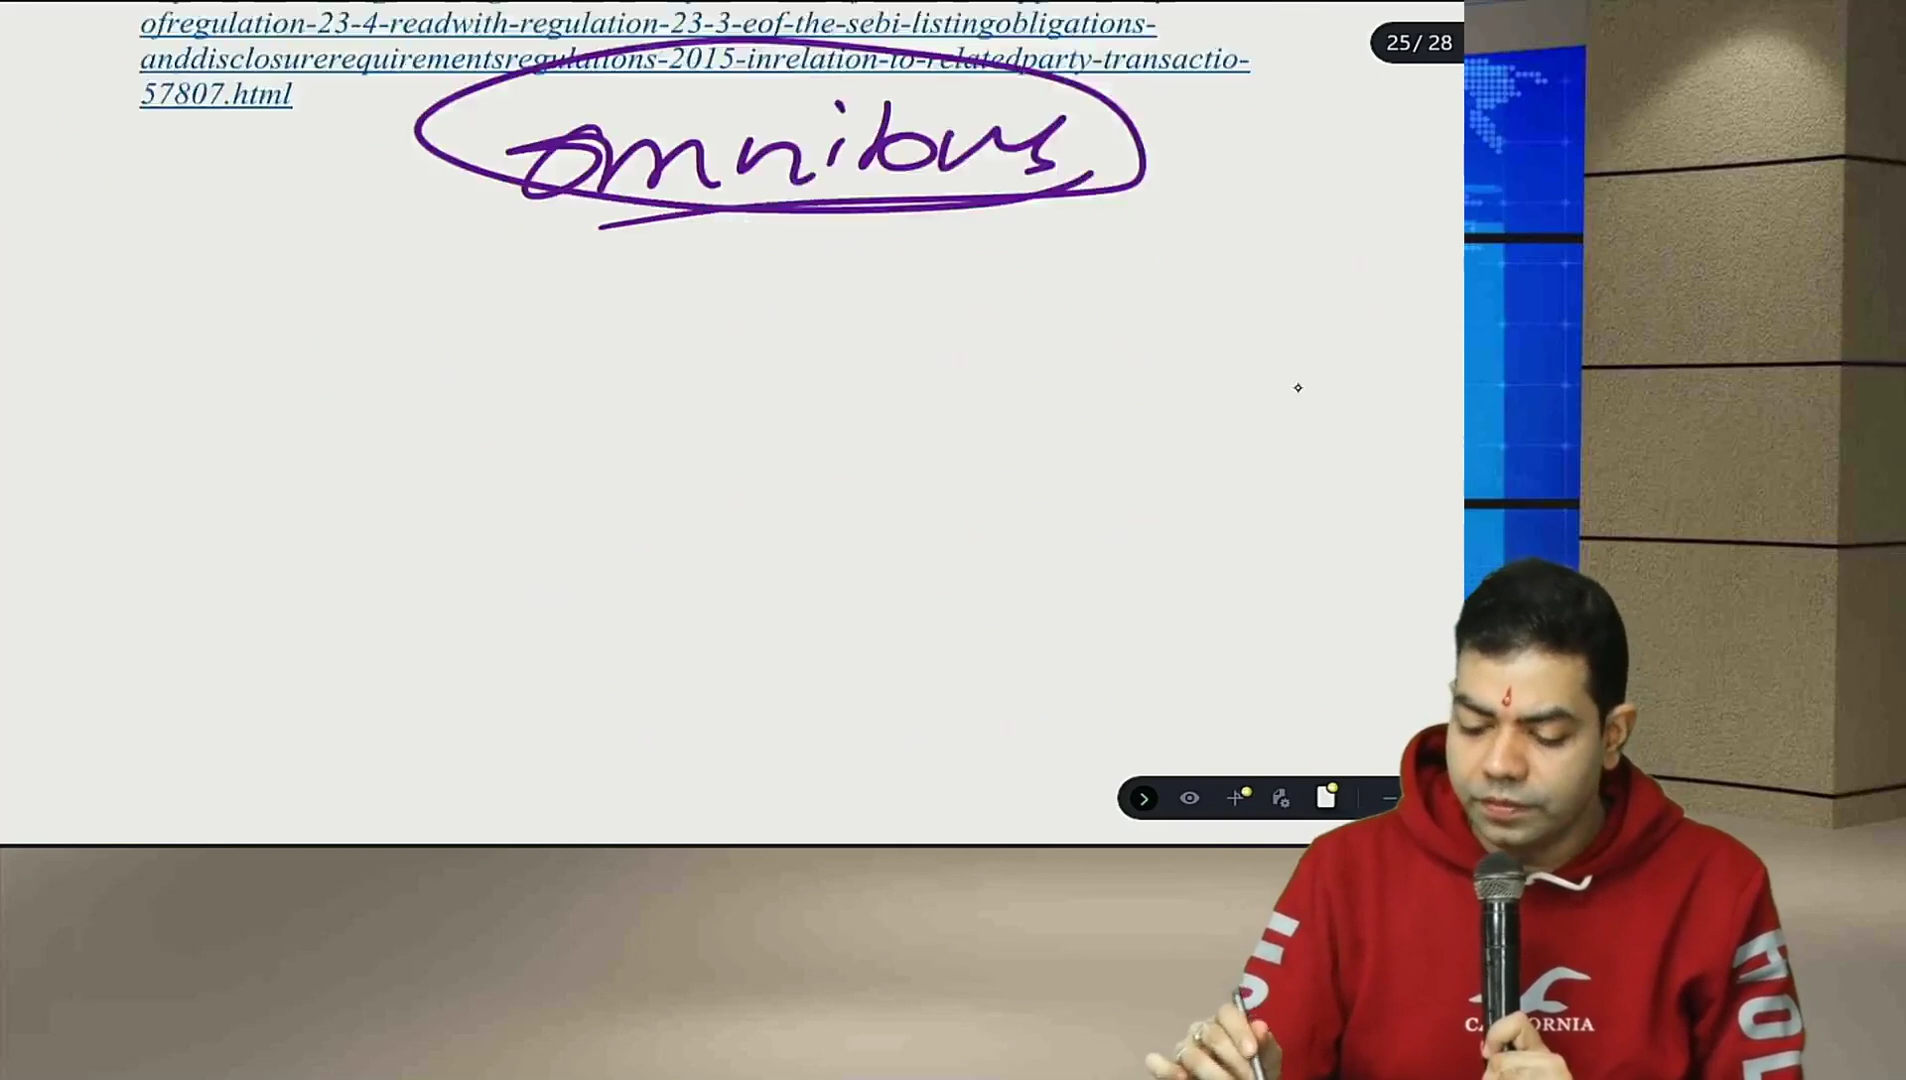 ofregulation-23-4-readwith-regulation-23-3-eof-the-sebi-listingobligations-
25/ 28
anddisclosurerequirementsregulations-2015-inrelation-to-relatedparty-transactio-
57807.html
omnibus